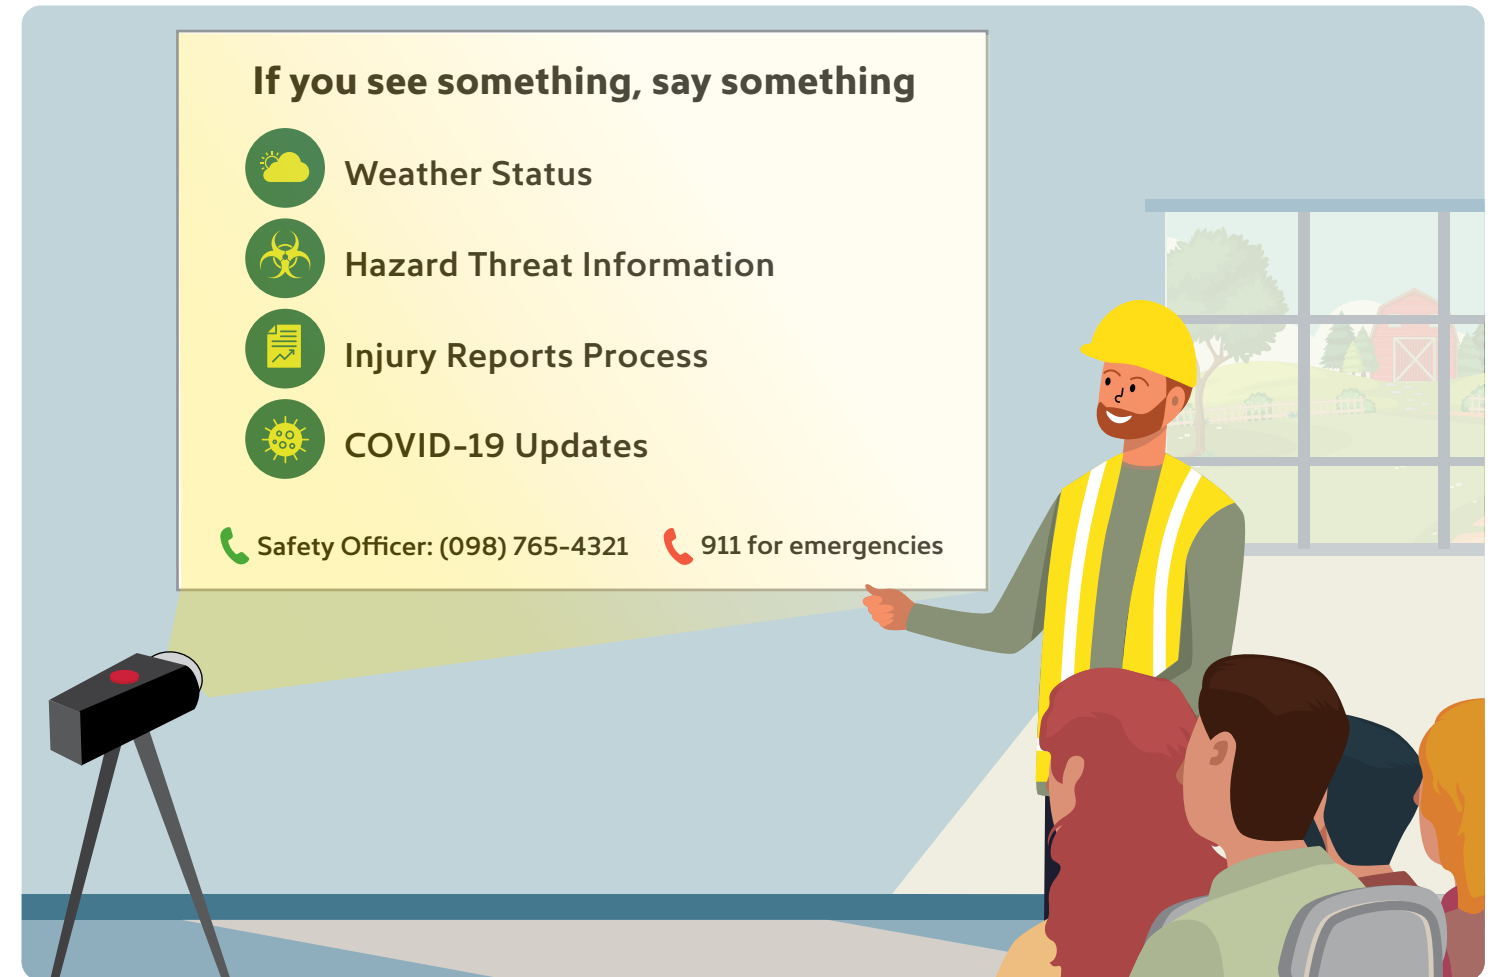 If you see something, say something
Weather Status
Hazard Threat Information
Injury Reports Process
COVID-19 Updates
Safety Officer: (098) 765-4321
911 for emergencies